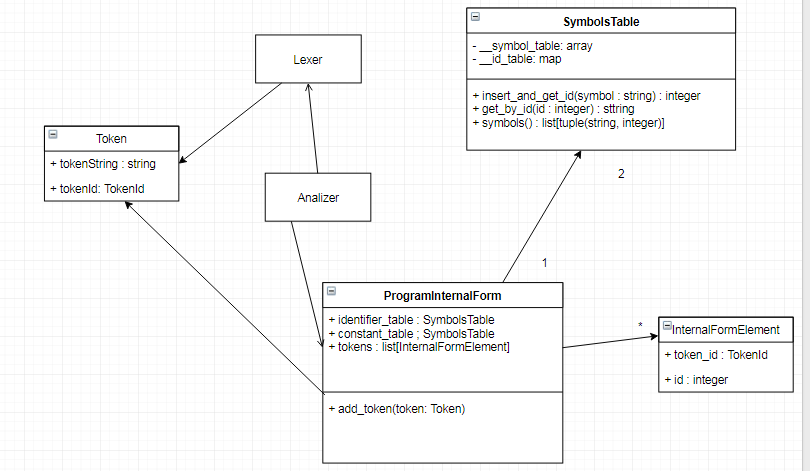 SymbolsTable
- __symbol_table: array
- __id_table: map
+ insert_and_get_id(symbol : string) : integer
+ get_by_id(id : integer) : sttring
+ symbols() : list[tuple(string, integer)]
Lexer
Token
+ tokenString : string
+ tokenId: TokenId
Analizer
2
1
ProgramInternalForm
+ identifier_table : SymbolsTable
+ constant_table ; SymbolsTable
+ tokens : list[InternalFormElement]
+ add_token(token: Token)
*
InternalFormElement
+ token_id : TokenId
+ id : integer